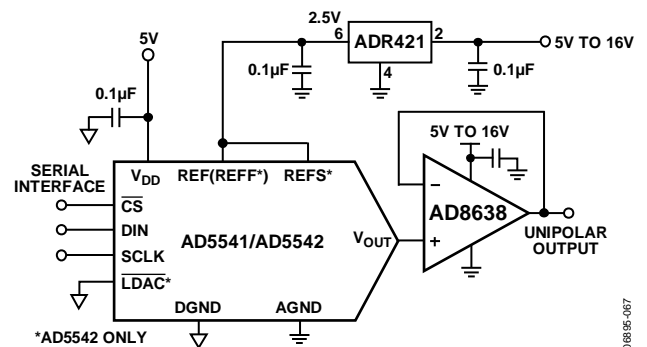 5V
2.5V
6
ADR421
2
5V TO 16V
4
0.1µF
0.1µF
0.1µF
SERIAL
INTERFACE
VDD
REF(REFF*)
REFS*
CS
DIN
SCLK
LDAC*
AD5541/AD5542
VOUT
DGND
AGND
5V TO 16V
−
+
AD8638
UNIPOLAR
OUTPUT
*AD5542 ONLY
06895-067